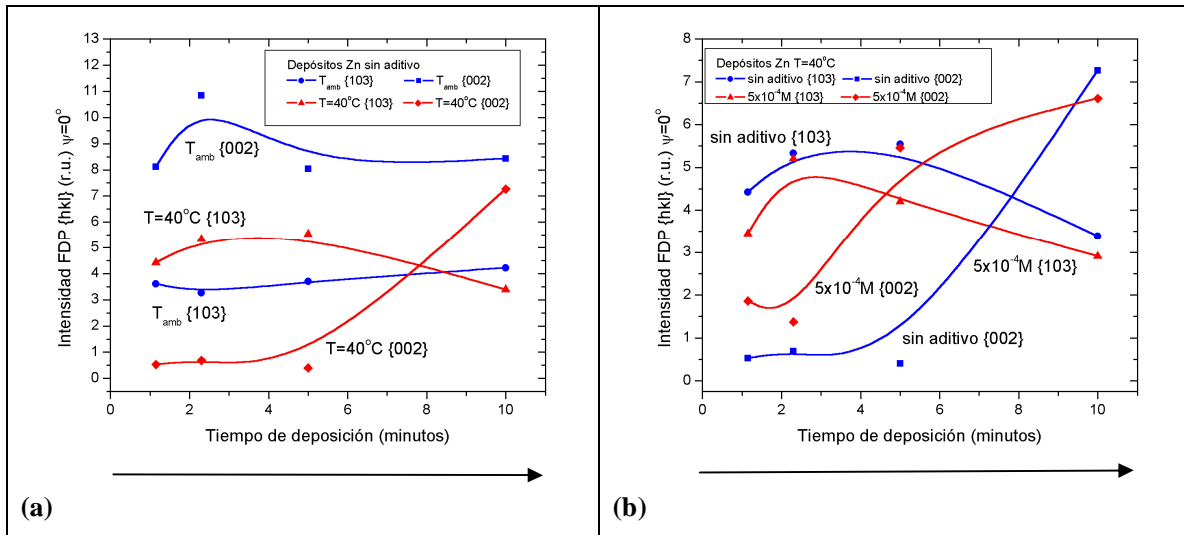 13
12
11
10
9
8
7
6
5
4
3
2
1
0
Intensidad FDP {hkl} (r.u.) ψ=0°
Depósitos Zn sin aditivo
T_amb {103} T_amb {002}
T=40°C {103} T=40°C {002}
T_amb {002}
T=40°C {103}
T_amb {103}
T=40°C {002}
0 2 4 6 8 10
Tiempo de deposición (minutos)
(a)
8
7
6
5
4
3
2
1
0
Intensidad FDP {hkl} (r.u.) ψ=0°
Depósitos Zn T=40°C
sin aditivo {103} sin aditivo {002}
5x10⁻⁴M {103} 5x10⁻⁴M {002}
sin aditivo {103}
5x10⁻⁴M {103}
5x10⁻⁴M {002}
sin aditivo {002}
0 2 4 6 8 10
Tiempo de deposición (minutos)
(b)